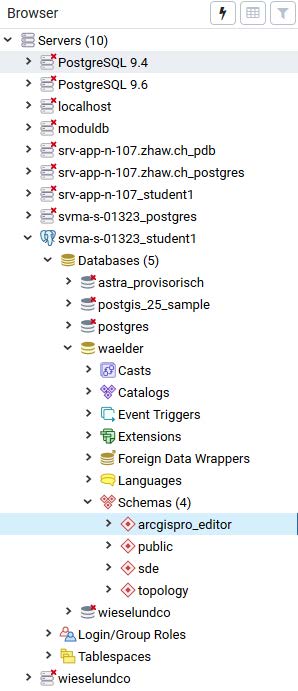 Browser
Servers (10)
PostgreSQL 9.4
PostgreSQL 9.6
localhost
moduldb
srv-app-n-107.zhaw.ch_pdb
srv-app-n-107.zhaw.ch_postgres
srv-app-n-107_student1
svma-s-01323_postgres
svma-s-01323_student1
Databases (5)
astra_provisorisch
postgis_25_sample
postgres
waelder
Casts
Catalogs
Event Triggers
Extensions
Foreign Data Wrappers
Languages
Schemas (4)
arcgispro_editor
public
sde
topology
wieselundco
Login/Group Roles
Tablespaces
wieselundco